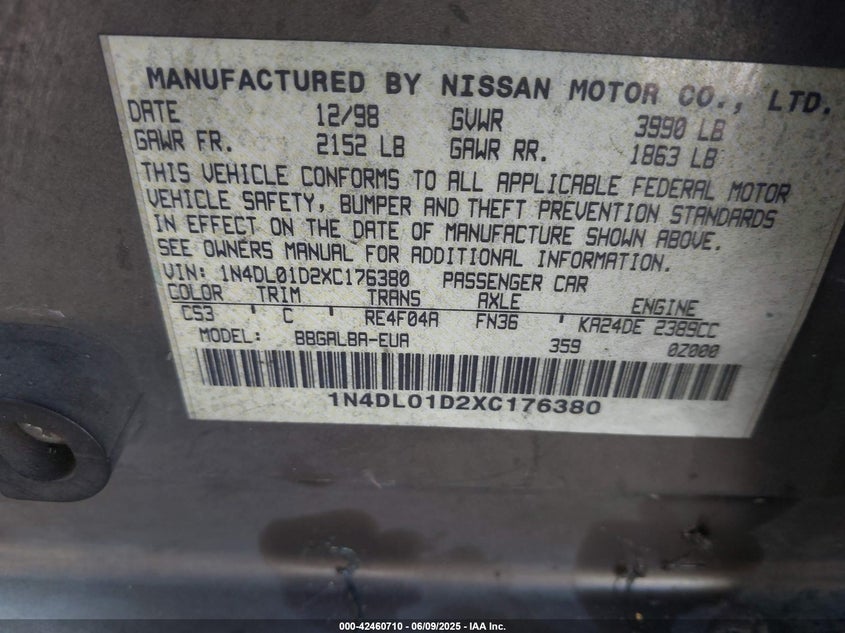 MANUFACTURED BY NISSAN MOTOR CO., LTD.
DATE 12/98 GVWR 3990 LB
GAWR FR. 2152 LB GAWR RR. 1863 LB
THIS VEHICLE CONFORMS TO ALL APPLICABLE FEDERAL MOTOR
VEHICLE SAFETY, BUMPER AND THEFT PREVENTION STANDARDS
IN EFFECT ON THE DATE OF MANUFACTURE SHOWN ABOVE.
SEE OWNERS MANUAL FOR ADDITIONAL INFORMATION.
VIN: 1N4DL01D2XC176380 PASSENGER CAR
COLOR TRIM TRANS AXLE ENGINE
CS3 ' C ' RE4F04A FN36 ' KA24DE 2389CC
MODEL: BBGALBA-EUA 359 0Z000
1N4DL01D2XC176380
000-42460710 | 06/09/2025 - IAA Inc.